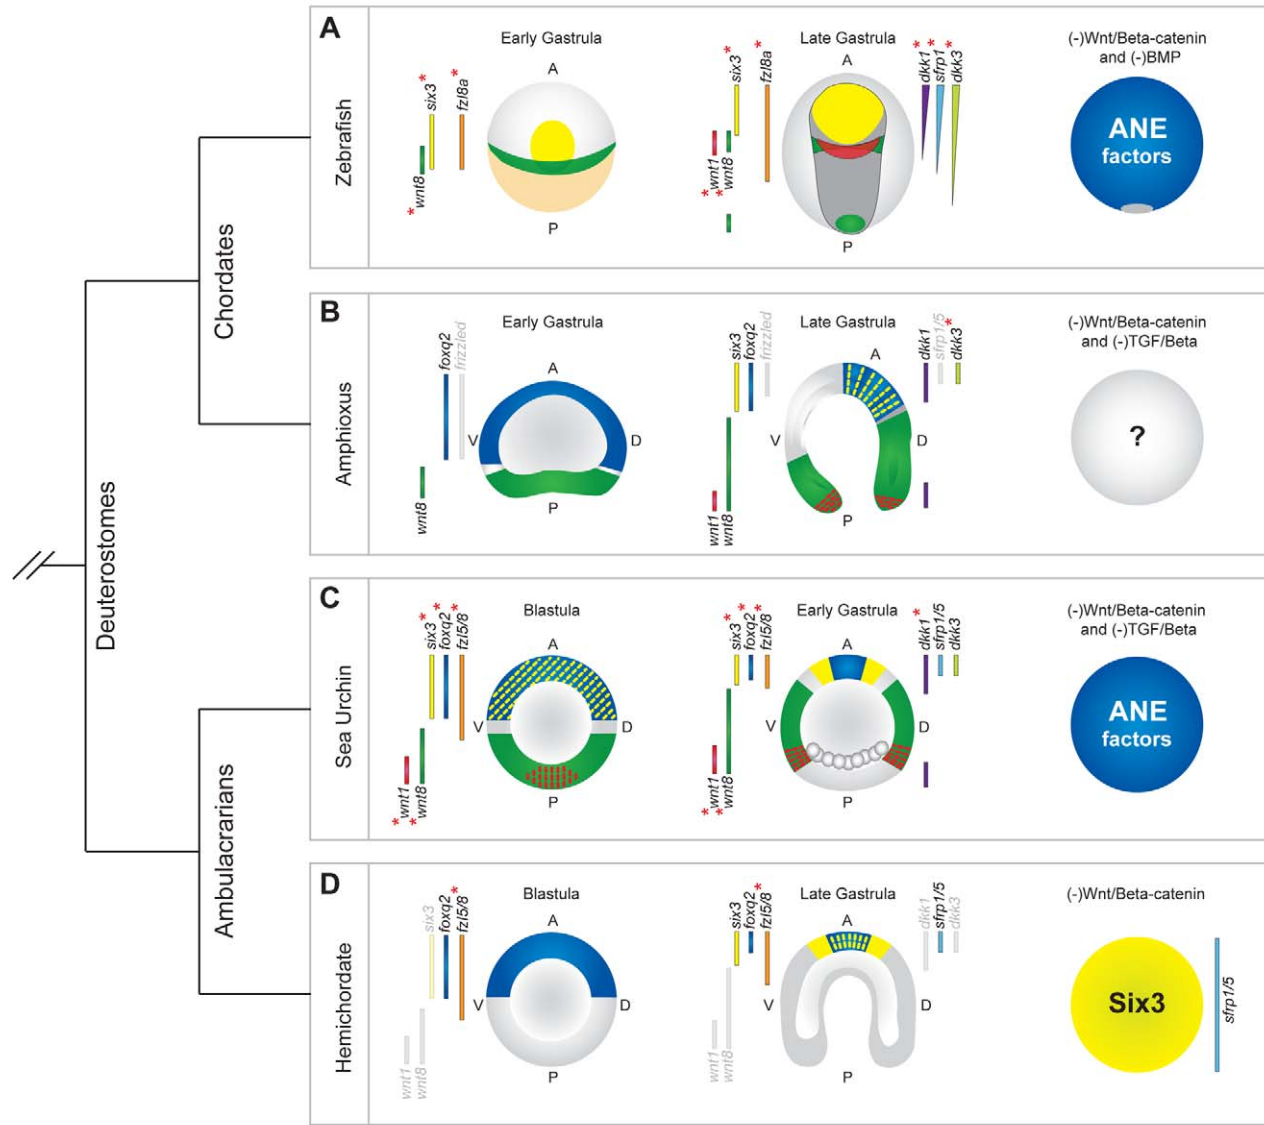 Deuterostomes
Chordates
Ambulacrarians
A
Zebrafish
Early Gastrula
A
P
* six3
* fzl8a
* wnt8
Late Gastrula
A
P
* six3
* fzl8a
* wnt1
* wnt8
* dkk1
* sfrp1
* dkk3
(-)Wnt/Beta-catenin
and (-)BMP
ANE
factors
B
Amphioxus
Early Gastrula
A
V
D
P
foxq2
frizzled
wnt8
Late Gastrula
A
V
D
P
six3
foxq2
frizzled
wnt1
wnt8
dkk1
sfrp1/5
* dkk3
(-)Wnt/Beta-catenin
and (-)TGF/Beta
?
C
Sea Urchin
Blastula
A
V
D
P
* six3
* foxq2
* fzl5/8
* wnt1
* wnt8
Early Gastrula
A
V
D
P
* six3
* foxq2
* fzl5/8
* wnt1
* wnt8
* dkk1
sfrp1/5
dkk3
(-)Wnt/Beta-catenin
and (-)TGF/Beta
ANE
factors
D
Hemichordate
Blastula
A
V
D
P
six3
foxq2
* fzl5/8
wnt1
wnt8
Late Gastrula
A
V
D
P
six3
foxq2
* fzl5/8
wnt1
wnt8
dkk1
sfrp1/5
dkk3
(-)Wnt/Beta-catenin
Six3
sfrp1/5